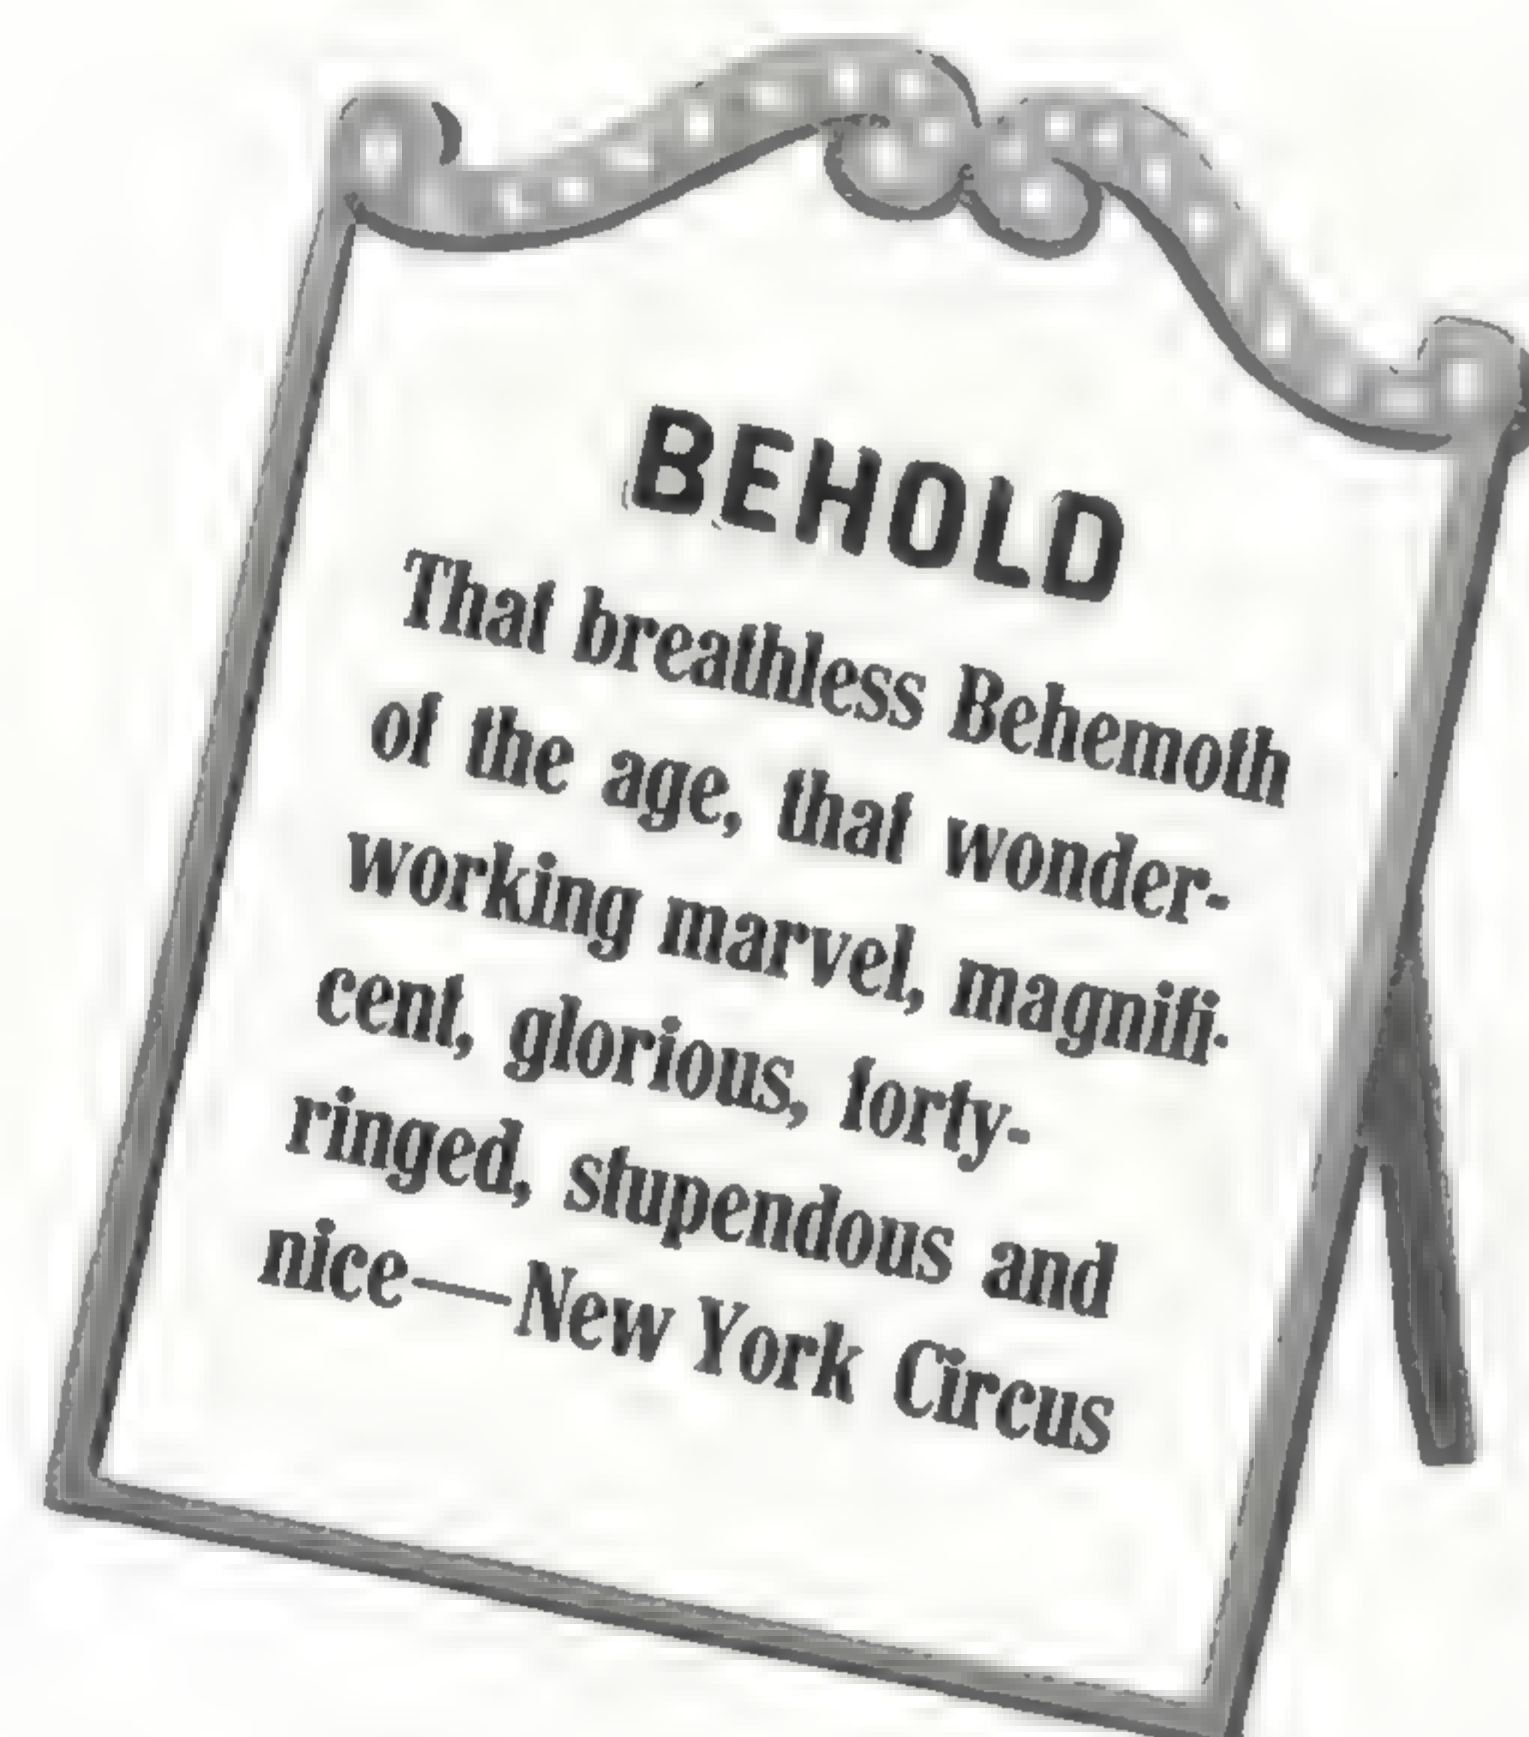 BEHOLD
That breathless Behemoth
of the age, that wonder-
working marvel, magnifi-
cent, glorious, forty-
ringed, stupendous and
nice—New York Circus